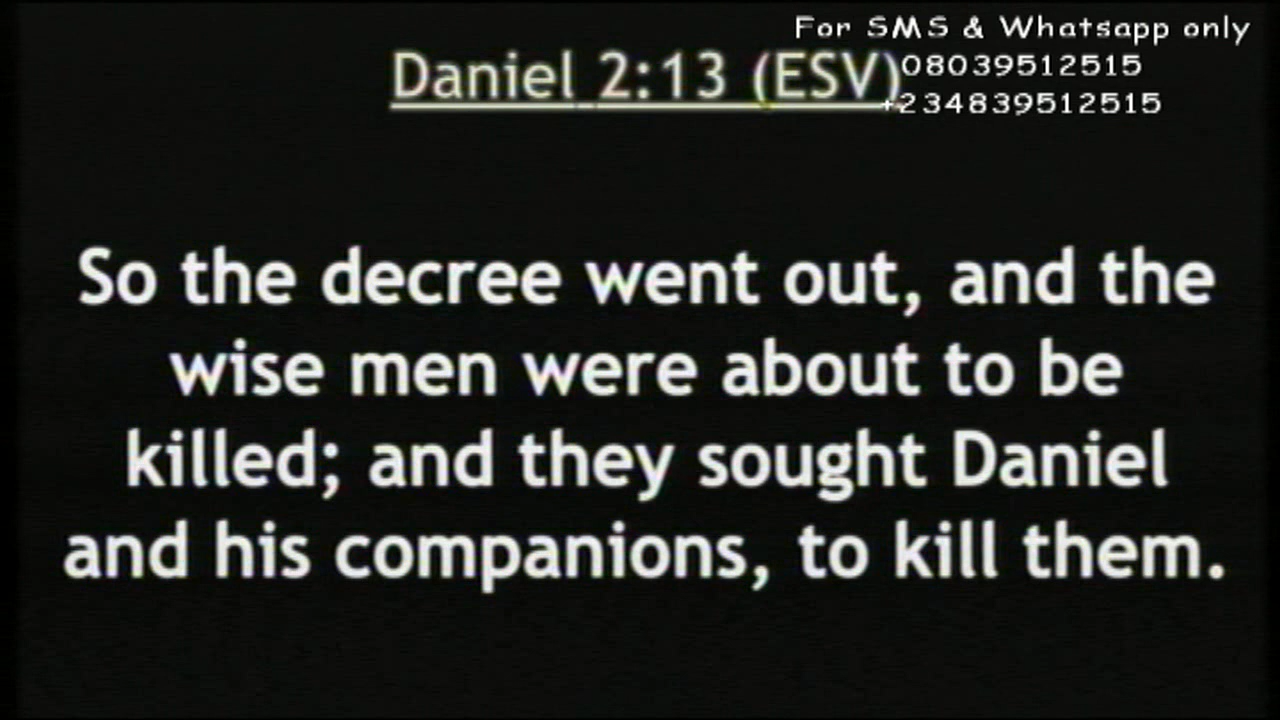 For SMS & Whatsapp only
Daniel 2:13 (ESV)
08039512515
+234839512515
So the decree went out, and the
wise men were about to be
killed; and they sought Daniel
and his companions, to kill them.